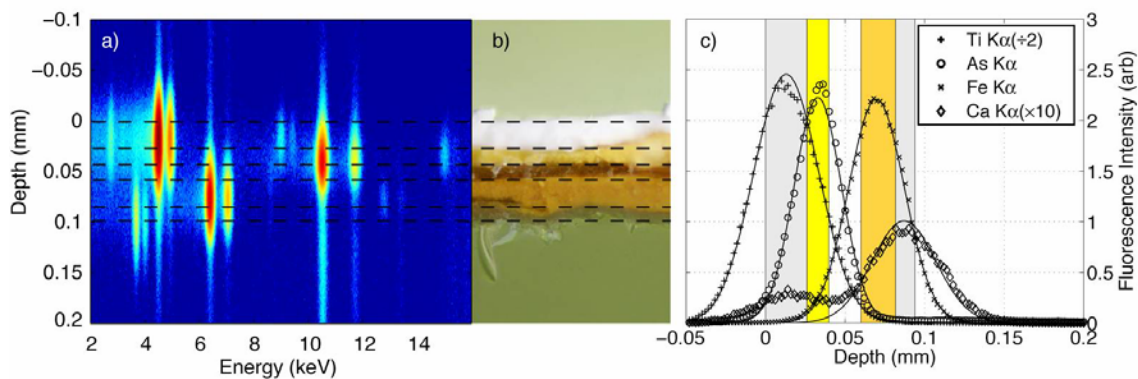 a)
-0.1
-0.05
0
0.05
0.1
0.15
0.2
Depth (mm)
2
4
6
8
10
12
14
Energy (keV)
b)
c)
Ti Kα(÷2)
As Kα
Fe Kα
Ca Kα(×10)
3
2.5
2
1.5
1
0.5
0
Fluorescence Intensity (arb)
-0.05
0
0.05
0.1
0.15
0.2
Depth (mm)